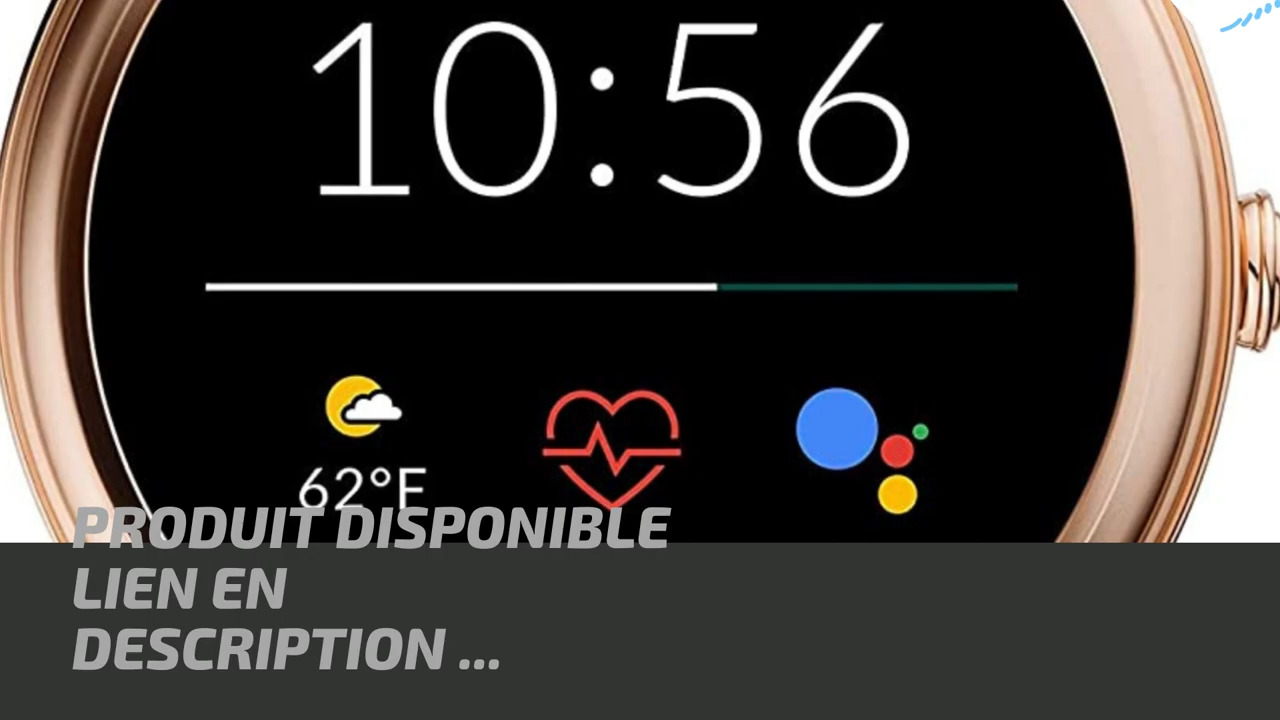 10:56
62°F
PRODUIT DISPONIBLE
LIEN EN
DESCRIPTION ...